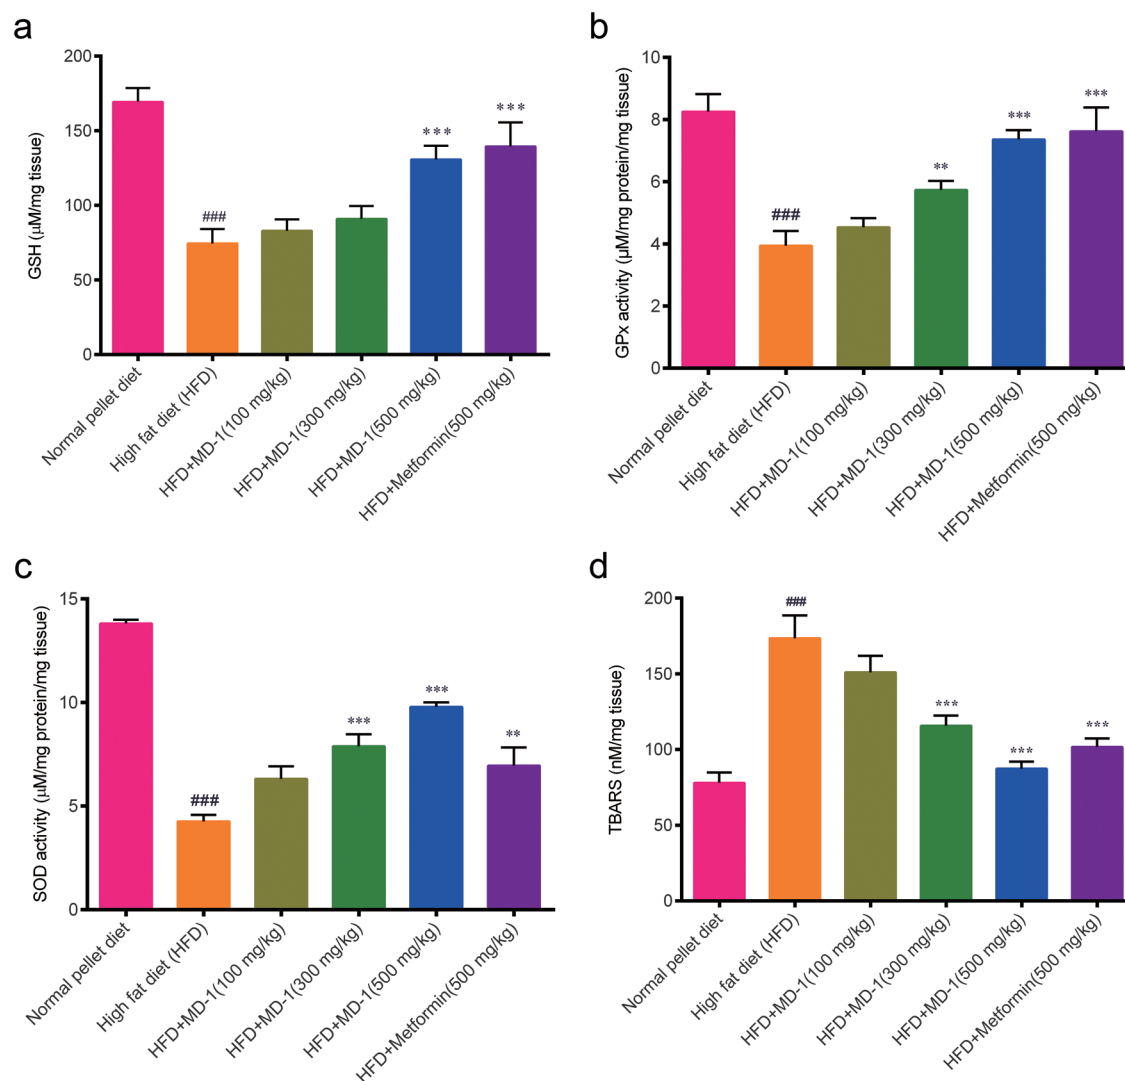 a
GSH (μM/mg tissue)
200
150
100
50
0
###
***
***
Normal pellet diet
High fat diet (HFD)
HFD+MD-1(100 mg/kg)
HFD+MD-1(300 mg/kg)
HFD+MD-1(500 mg/kg)
HFD+Metformin(500 mg/kg)
b
GPx activity (μM/mg protein/mg tissue)
10
8
6
4
2
0
###
**
***
***
Normal pellet diet
High fat diet (HFD)
HFD+MD-1(100 mg/kg)
HFD+MD-1(300 mg/kg)
HFD+MD-1(500 mg/kg)
HFD+Metformin(500 mg/kg)
c
SOD activity (μM/mg protein/mg tissue)
15
10
5
0
###
***
***
**
Normal pellet diet
High fat diet (HFD)
HFD+MD-1(100 mg/kg)
HFD+MD-1(300 mg/kg)
HFD+MD-1(500 mg/kg)
HFD+Metformin(500 mg/kg)
d
TBARS (nM/mg tissue)
200
150
100
50
0
###
***
***
***
Normal pellet diet
High fat diet (HFD)
HFD+MD-1(100 mg/kg)
HFD+MD-1(300 mg/kg)
HFD+MD-1(500 mg/kg)
HFD+Metformin(500 mg/kg)